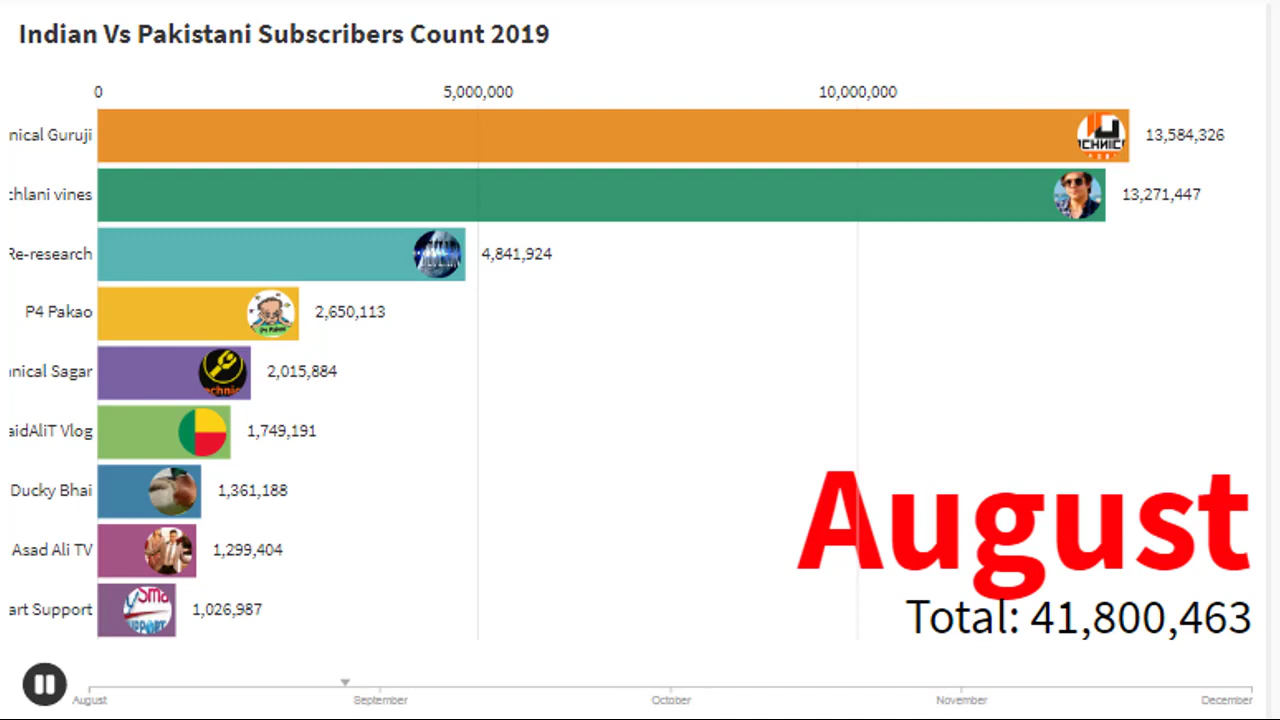 Indian Vs Pakistani Subscribers Count 2019
0 5,000,000 10,000,000
nical Guruji 13,584,326
chlani vines 13,271,447
Re-research 4,841,924
P4 Pakao 2,650,113
nical Sagar 2,015,884
aidAliT Vlog 1,749,191
Ducky Bhai 1,361,188
Asad Ali TV 1,299,404
art Support 1,026,987
August
Total: 41,800,463
August September October November December